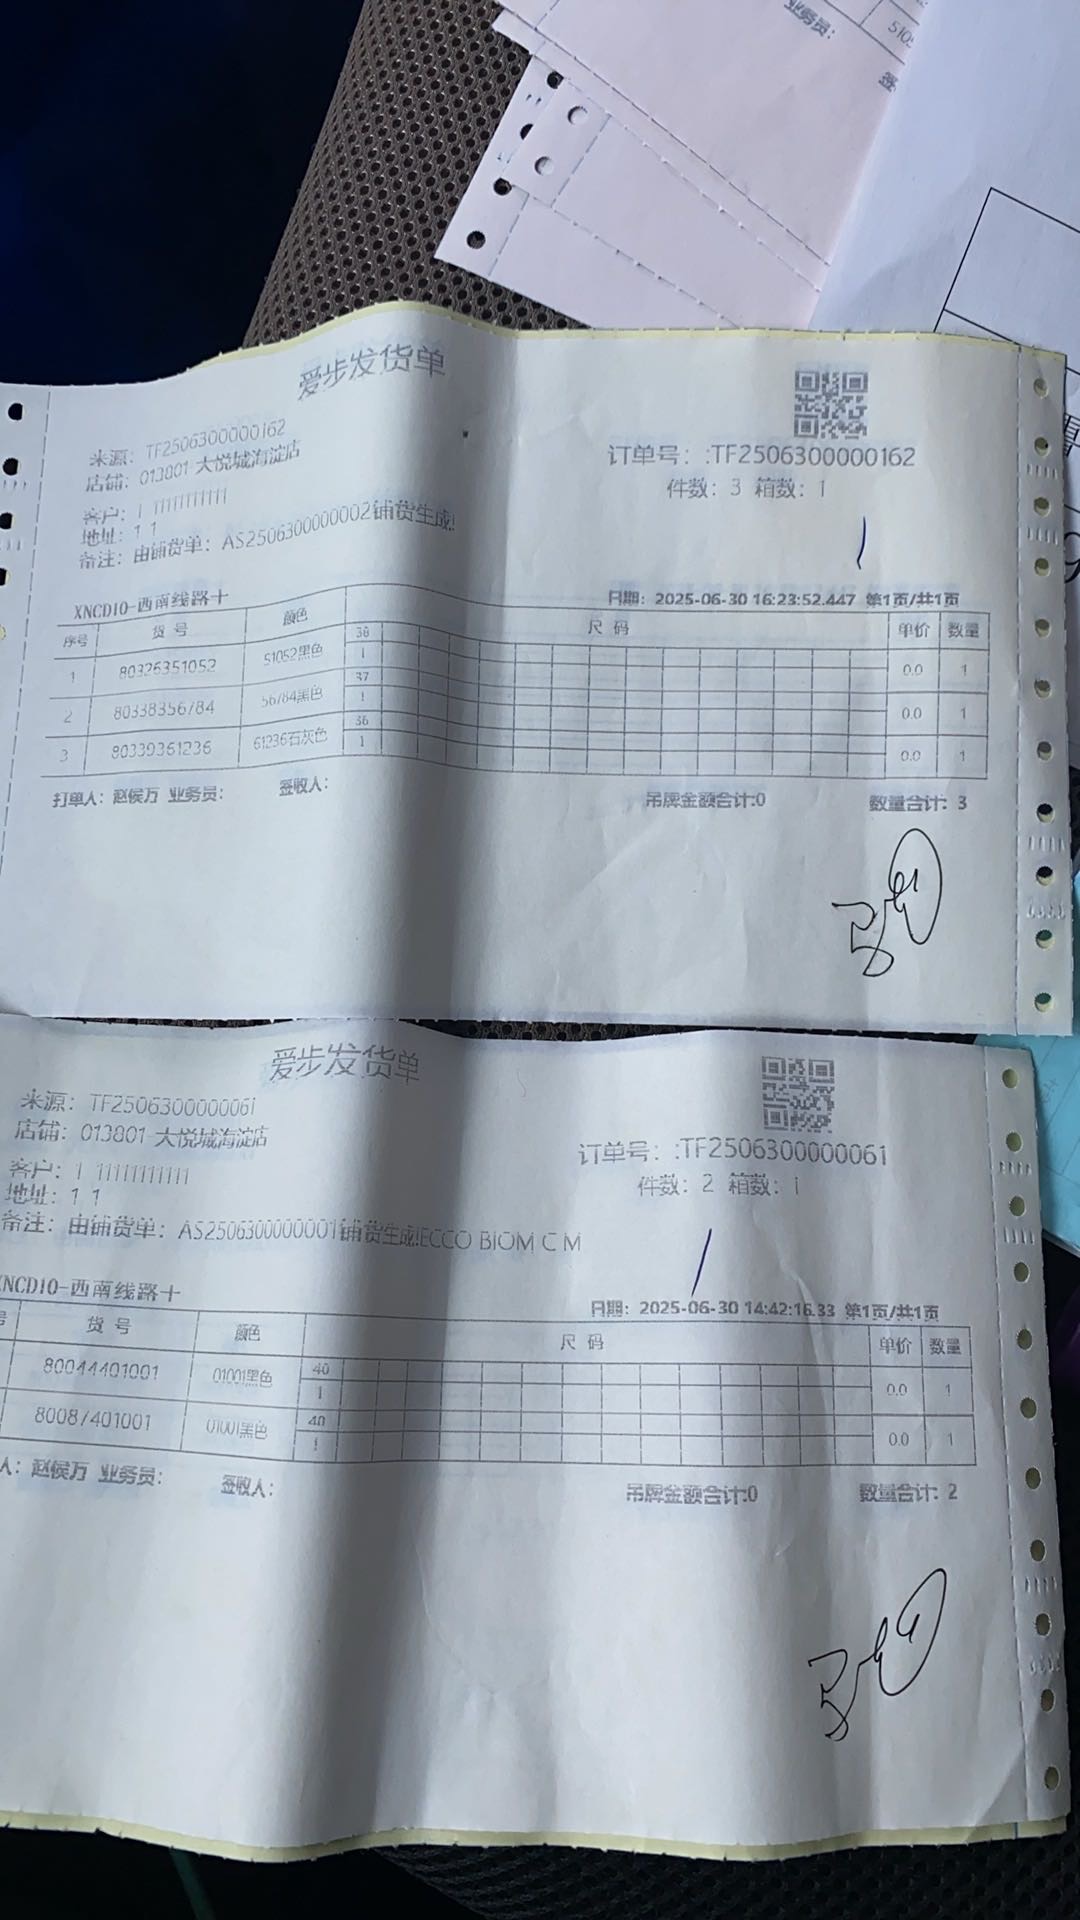 业务员:
爱步发货单
来源: TF2506300000162
店铺: 013801-大悦城海淀店
客户: 1 11111111111
地址: 1 1
备注: 由铺货单: AS2506300000002铺货生成!
订单号: :TF2506300000162
件数: 3 箱数: 1
XNCD10-西南线路十
日期: 2025-06-30 16:23:52.447 第1页/共1页
序号 货号 颜色 尺码 单价 数量
38
1 80326351052 51052黑色 1 0.0 1
37
2 80338356784 56784黑色 1 0.0 1
36
3 80339361236 61236石灰色 1 0.0 1
打单人: 赵侯万 业务员: 签收人: 吊牌金额合计:0 数量合计: 3
爱步发货单
来源: TF2506300000061
店铺: 013801-大悦城海淀店
客户: 1 11111111111
地址: 1 1
备注: 由铺货单: AS2506300000001铺货生成!ECCO BIOM C M
订单号: :TF2506300000061
件数: 2 箱数: 1
NCD10-西南线路十
日期: 2025-06-30 14:42:16.33 第1页/共1页
号 货号 颜色 尺码 单价 数量
40
80044401001 01001黑色 1 0.0 1
40
80087401001 01001黑色 1 0.0 1
人: 赵侯万 业务员: 签收人: 吊牌金额合计:0 数量合计: 2